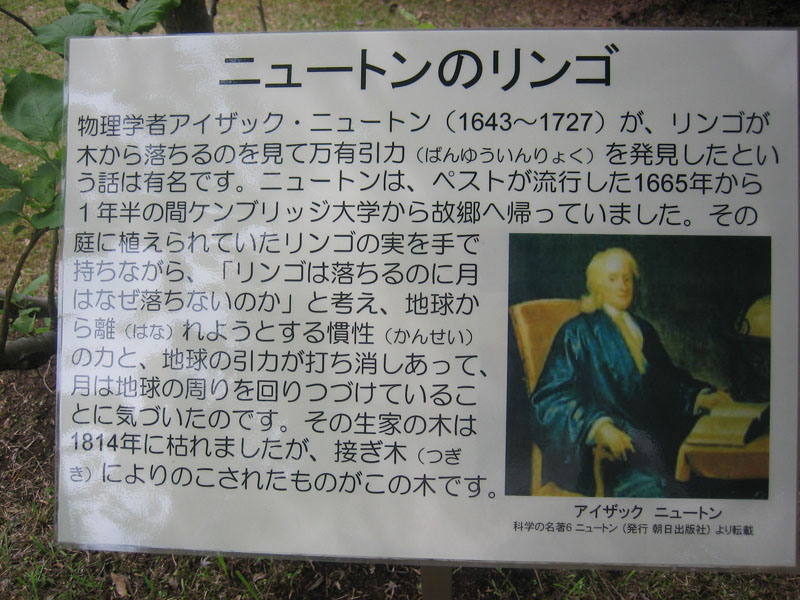 ニュートンのリンゴ
物理学者アイザック・ニュートン（1643～1727）が、リンゴが
木から落ちるのを見て万有引力（ばんゆういんりょく）を発見したとい
う話は有名です。ニュートンは、ペストが流行した1665年から
１年半の間ケンブリッジ大学から故郷へ帰っていました。その
庭に植えられていたリンゴの実を手で
持ちながら、「リンゴは落ちるのに月
はなぜ落ちないのか」と考え、地球か
ら離（はな）れようとする慣性（かんせい）
の力と、地球の引力が打ち消しあって、
月は地球の周りを回りつづけているこ
とに気づいたのです。その生家の木は
1814年に枯れましたが、接ぎ木（つぎ
き）によりのこされたものがこの木です。
アイザック ニュートン
科学の名著6 ニュートン（発行 朝日出版社）より転載